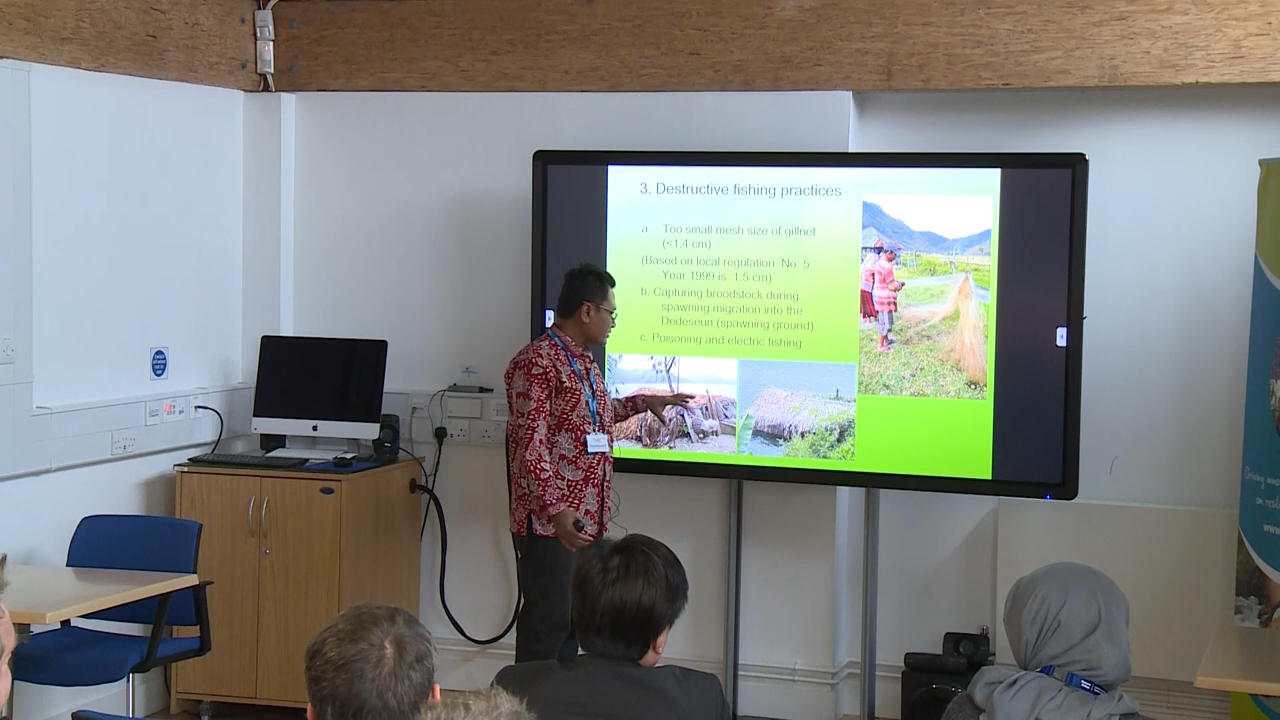 3. Destructive fishing practices
a. Too small mesh size of gillnet
(<1.4 cm)
(Based on local regulation No. 5
Year 1999 is 1.5 cm)
b. Capturing broodstock during
spawning migration into the
Dedeseun (spawning ground)
c. Poisoning and electric fishing